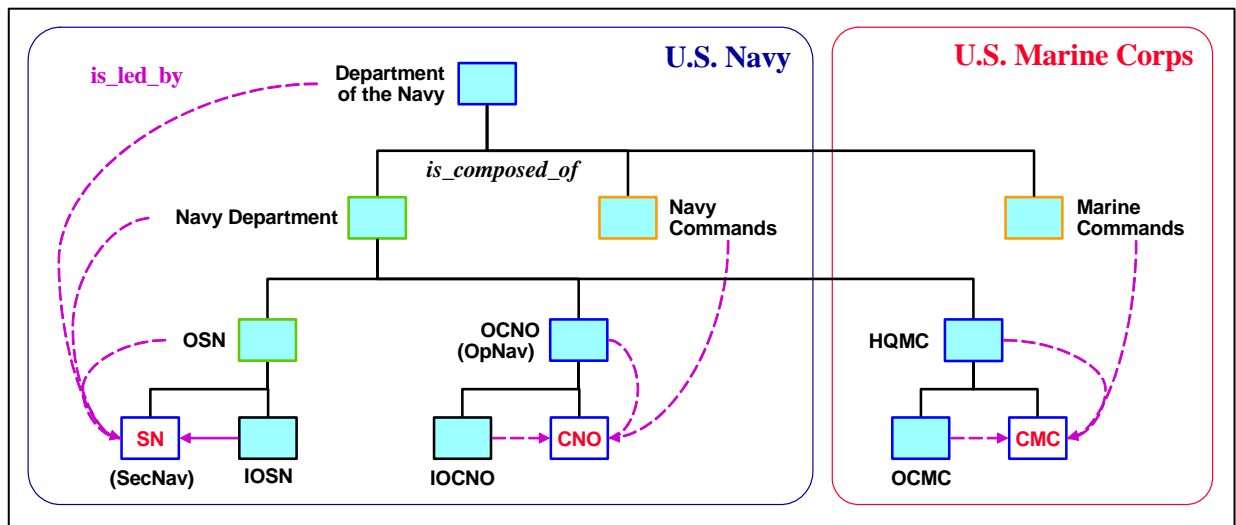 U.S. Navy
U.S. Marine Corps
is_led_by
Department
of the Navy
is_composed_of
Navy Department
Navy
Commands
Marine
Commands
OSN
OCNO
(OpNav)
HQMC
SN
(SecNav)
IOSN
IOCNO
CNO
OCMC
CMC